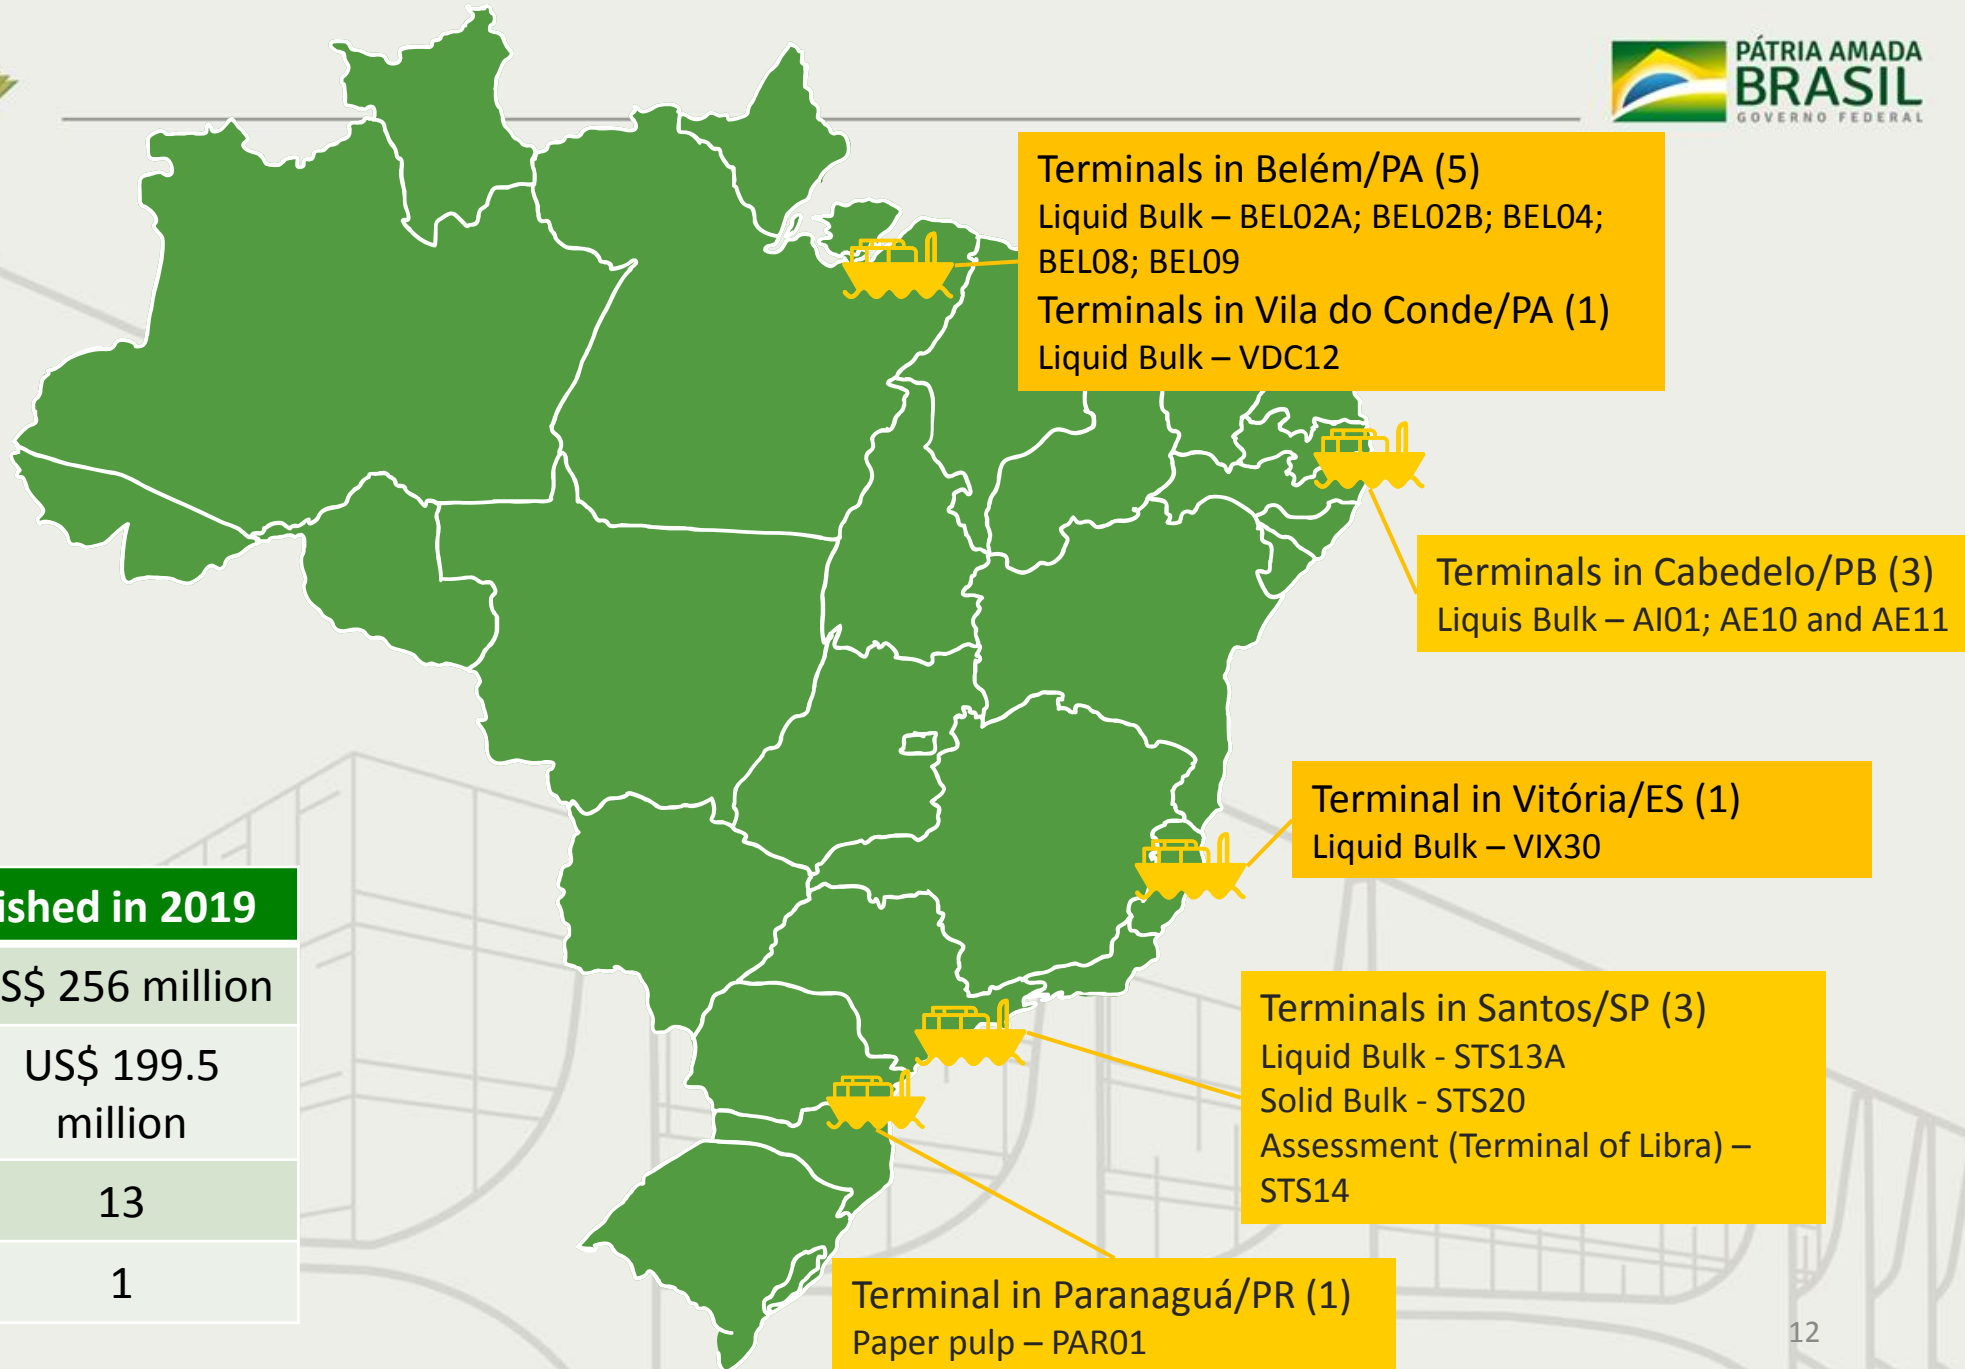 PÁTRIA AMADA
BRASIL
GOVERNO FEDERAL
Terminals in Belém/PA (5)
Liquid Bulk – BEL02A; BEL02B; BEL04;
BEL08; BEL09
Terminals in Vila do Conde/PA (1)
Liquid Bulk – VDC12
Terminals in Cabedelo/PB (3)
Liquis Bulk – AI01; AE10 and AE11
Terminal in Vitória/ES (1)
Liquid Bulk – VIX30
ished in 2019
S$ 256 million
US$ 199.5
million
13
1
Terminals in Santos/SP (3)
Liquid Bulk - STS13A
Solid Bulk - STS20
Assessment (Terminal of Libra) –
STS14
Terminal in Paranaguá/PR (1)
Paper pulp – PAR01
12